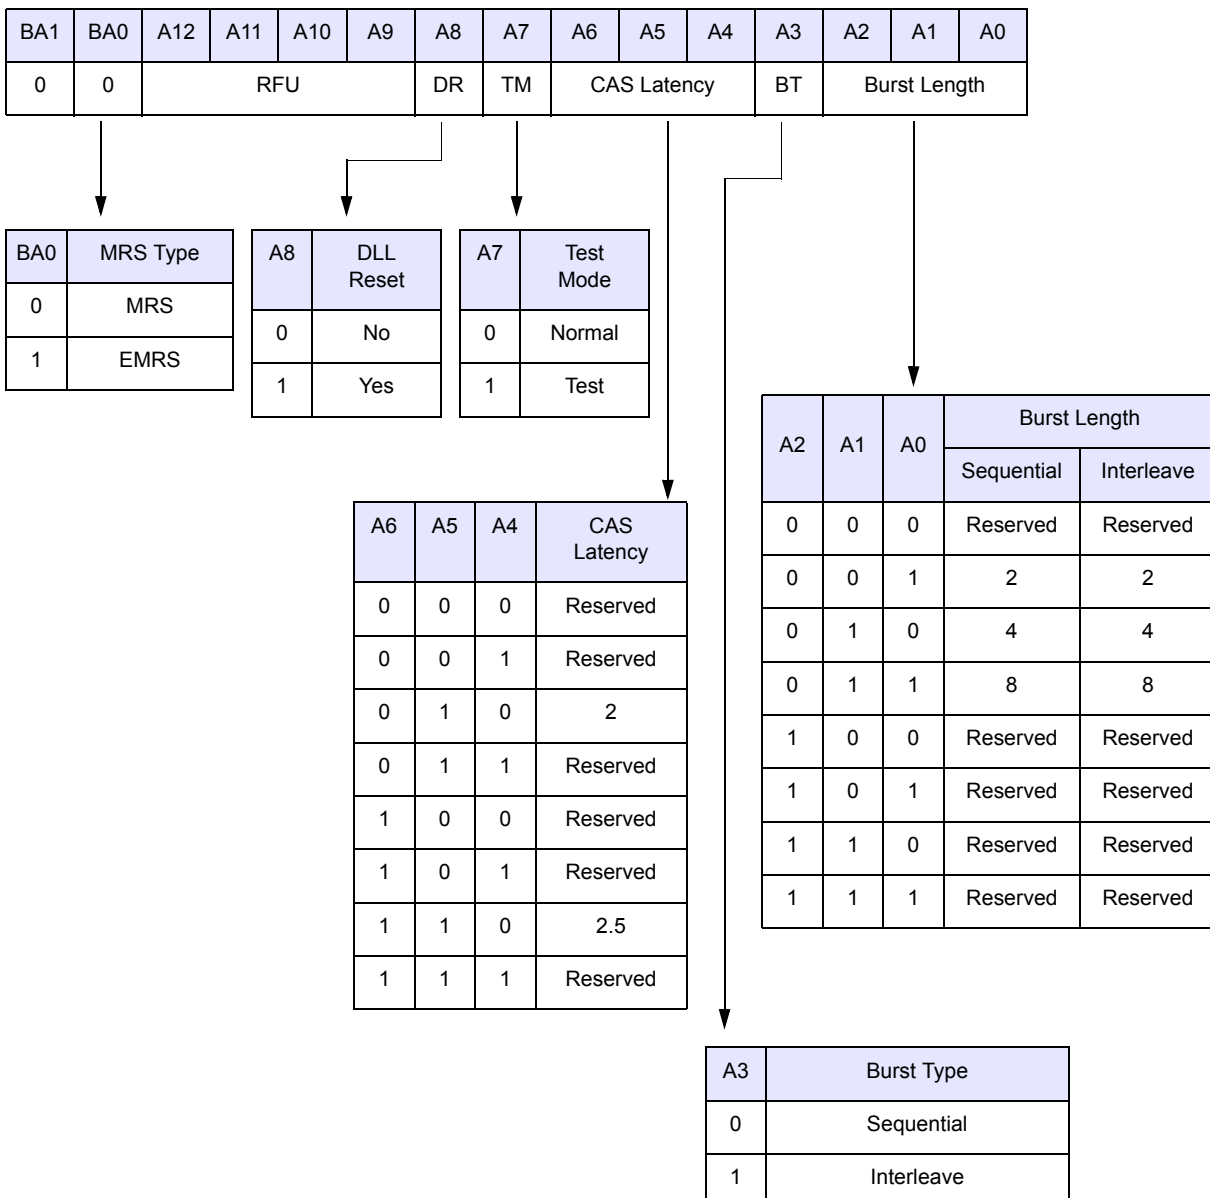 BA1 BA0 A12 A11 A10 A9 A8 A7 A6 A5 A4 A3 A2 A1 A0
0 0 RFU DR TM CAS Latency BT Burst Length
BA0 MRS Type
0 MRS
1 EMRS
A8 DLL Reset
0 No
1 Yes
A7 Test Mode
0 Normal
1 Test
A6 A5 A4 CAS Latency
0 0 0 Reserved
0 0 1 Reserved
0 1 0 2
0 1 1 Reserved
1 0 0 Reserved
1 0 1 Reserved
1 1 0 2.5
1 1 1 Reserved
A2 A1 A0 Burst Length
Sequential Interleave
0 0 0 Reserved Reserved
0 0 1 2 2
0 1 0 4 4
0 1 1 8 8
1 0 0 Reserved Reserved
1 0 1 Reserved Reserved
1 1 0 Reserved Reserved
1 1 1 Reserved Reserved
A3 Burst Type
0 Sequential
1 Interleave